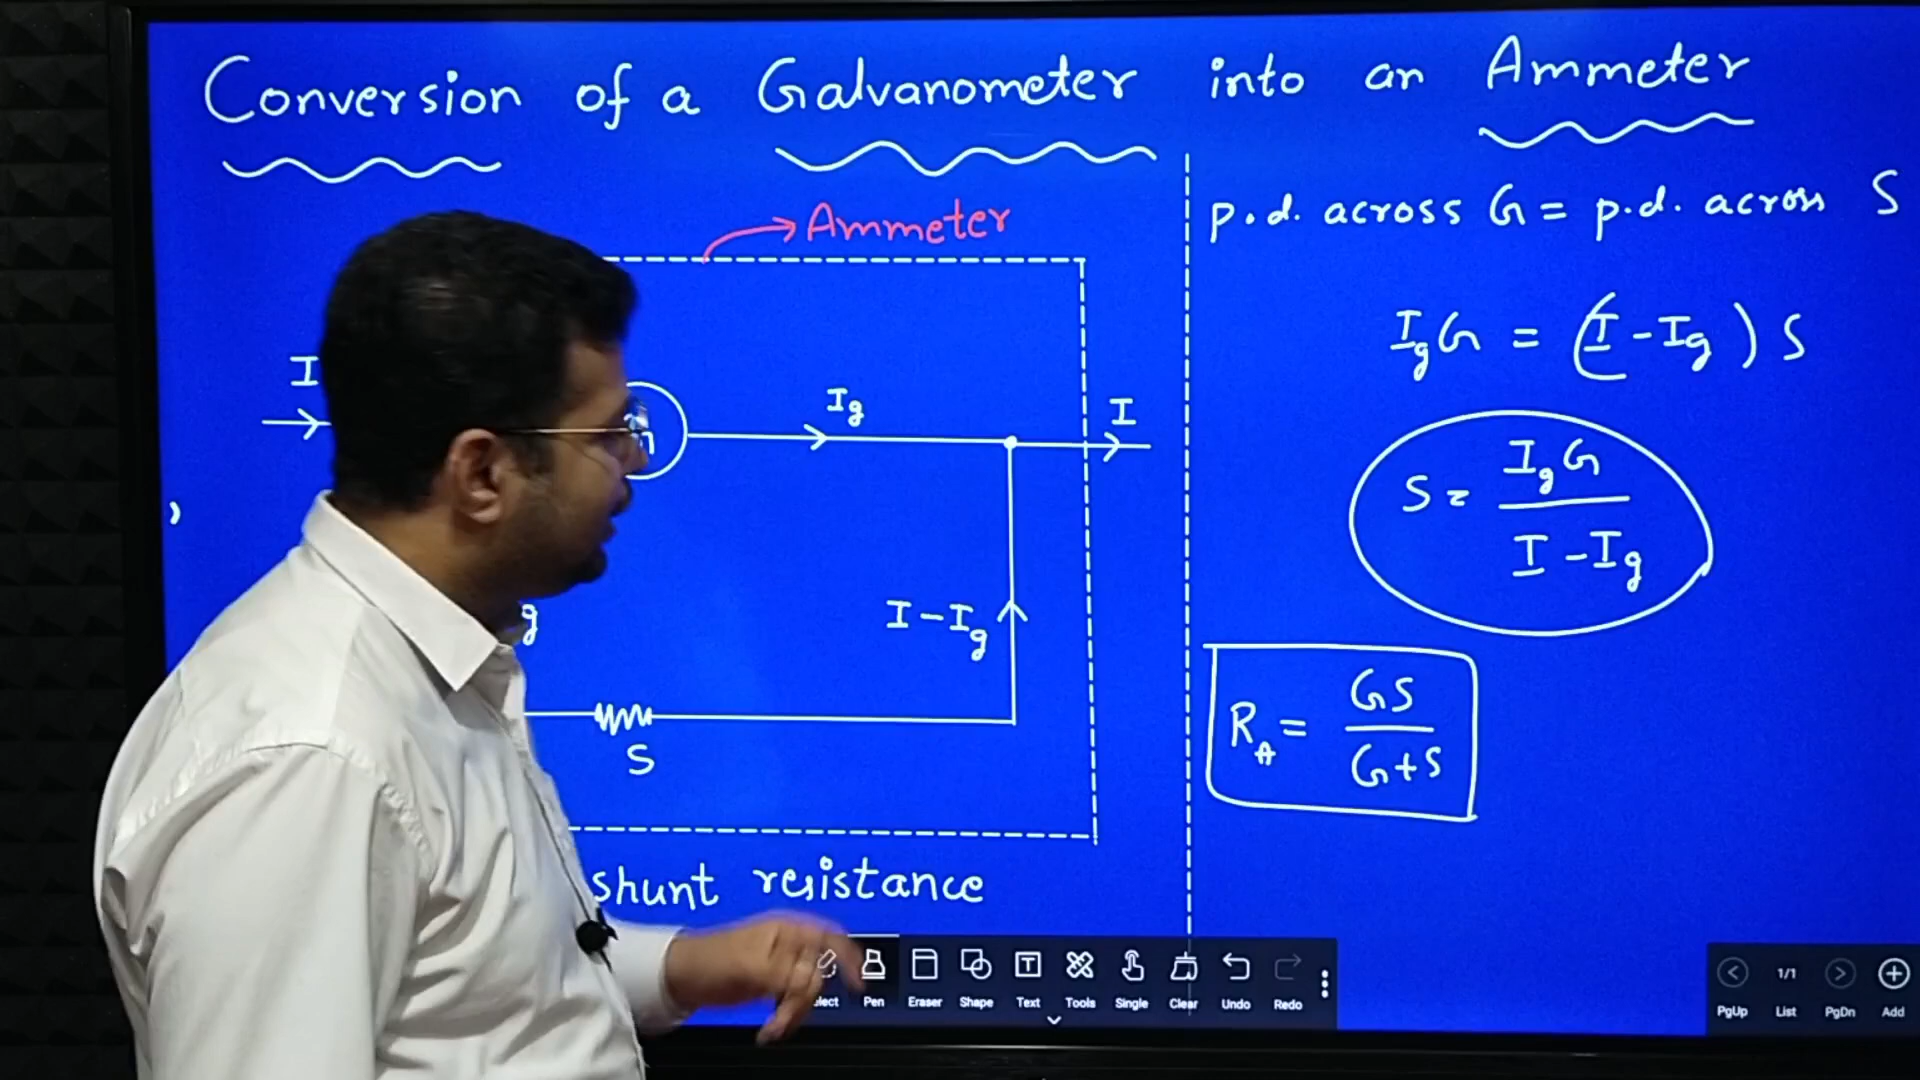 Conversion of a Galvanometer into an Ammeter
Ammeter
I
Ig
I
I - Ig
g
S
shunt resistance
p.d. across G = p.d. across S
IgG = (I - Ig) S
S = IgG / I - Ig
RA = GS / G+S
Pen Eraser Shape Text Tools Single Clear Undo Redo
1/1
PgUp List PgDn Add